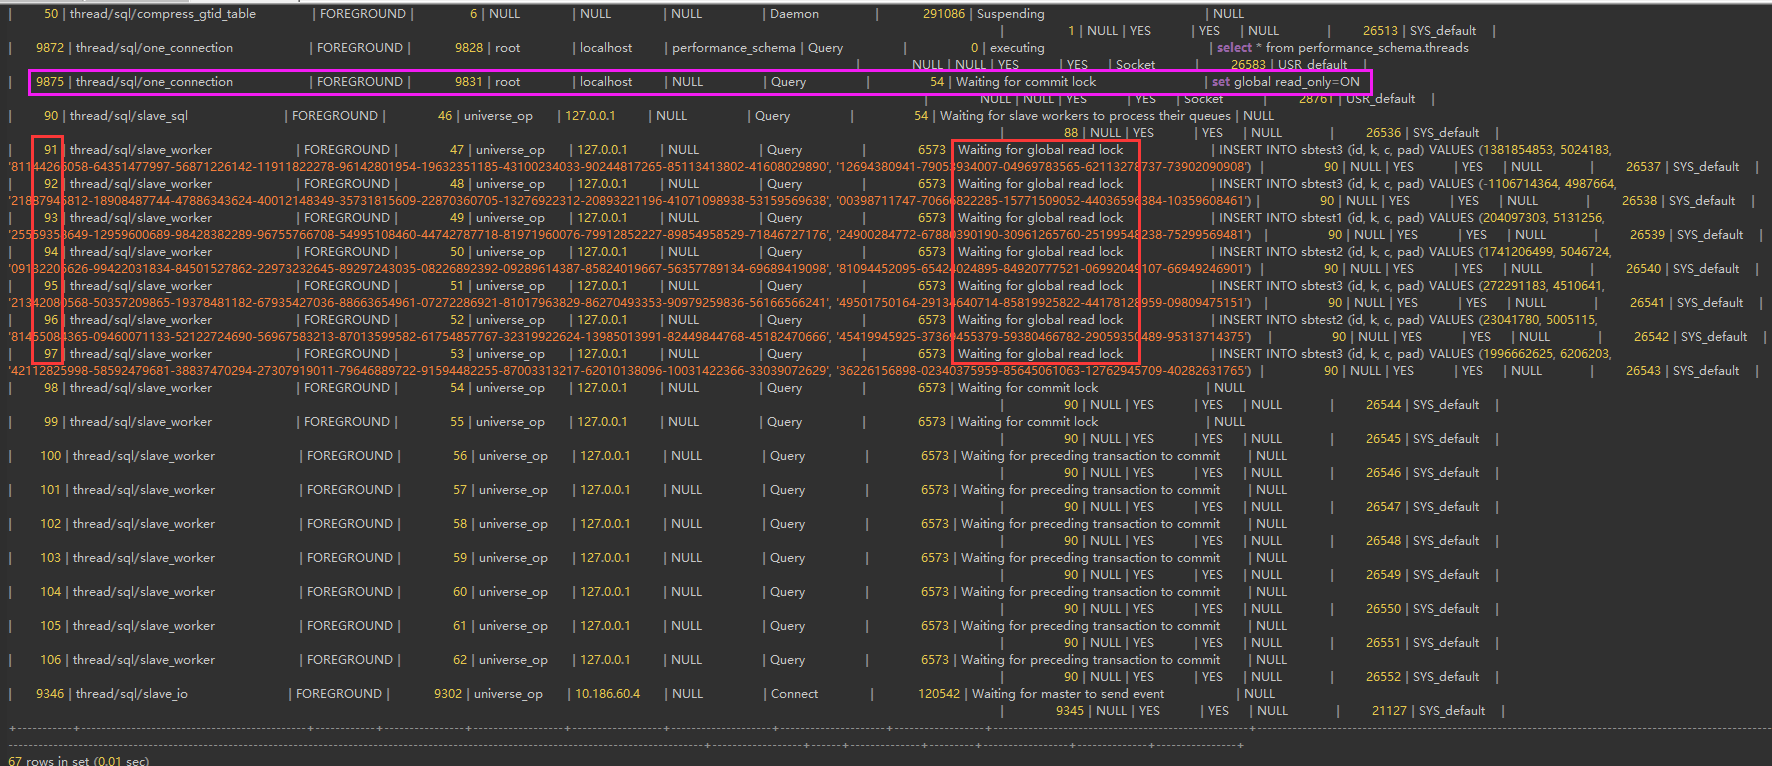 | 50 | thread/sql/compress_gtid_table | FOREGROUND | 6 | NULL | NULL | NULL | Daemon | 291086 | Suspending | NULL
| 1 | NULL | YES | YES | NULL | 26513 | SYS_default |
| 9872 | thread/sql/one_connection | FOREGROUND | 9828 | root | localhost | performance_schema | Query | 0 | executing | select * from performance_schema.threads
| NULL | NULL | YES | YES | Socket | 26583 | USR_default |
| 9875 | thread/sql/one_connection | FOREGROUND | 9831 | root | localhost | NULL | Query | 54 | Waiting for commit lock | set global read_only=ON
| NULL | NULL | YES | YES | Socket | 28761 | USR_default |
| 90 | thread/sql/slave_sql | FOREGROUND | 46 | universe_op | 127.0.0.1 | NULL | Query | 54 | Waiting for slave workers to process their queues | NULL
| 88 | NULL | YES | YES | NULL | 26536 | SYS_default |
| 91 | thread/sql/slave_worker | FOREGROUND | 47 | universe_op | 127.0.0.1 | NULL | Query | 6573 | Waiting for global read lock | INSERT INTO sbtest3 (id, k, c, pad) VALUES (1381854853, 5024183,
'81144265058-64351477997-56871226142-11911822278-96142801954-19632351185-43100234033-90244817265-85113413802-41608029890', '12694380941-79053934007-04969783565-62113278737-73902090908') | 90 | NULL | YES | YES | NULL | 26537 | SYS_default |
| 92 | thread/sql/slave_worker | FOREGROUND | 48 | universe_op | 127.0.0.1 | NULL | Query | 6573 | Waiting for global read lock | INSERT INTO sbtest3 (id, k, c, pad) VALUES (-1106714364, 4987664,
'21887945812-18908487744-47886343624-40012148349-35731815609-22870360705-13276922312-20893221196-41071098938-53159569638', '00398711747-70666822285-15771509052-44036596384-10359608461') | 90 | NULL | YES | YES | NULL | 26538 | SYS_default |
| 93 | thread/sql/slave_worker | FOREGROUND | 49 | universe_op | 127.0.0.1 | NULL | Query | 6573 | Waiting for global read lock | INSERT INTO sbtest1 (id, k, c, pad) VALUES (204097303, 5131256,
'25559358649-12959600689-98428382289-96755766708-54995108460-44742787718-81971960076-79912852227-89854958529-71846727176', '24900284772-67880390190-30961265760-25199548238-75299569481') | 90 | NULL | YES | YES | NULL | 26539 | SYS_default |
| 94 | thread/sql/slave_worker | FOREGROUND | 50 | universe_op | 127.0.0.1 | NULL | Query | 6573 | Waiting for global read lock | INSERT INTO sbtest2 (id, k, c, pad) VALUES (1741206499, 5046724,
'09132205626-99422031834-84501527862-22973232645-89297243035-08226892392-09289614387-85824019667-56357789134-69689419098', '81094452095-65424024895-84920777521-06992049107-66949246901') | 90 | NULL | YES | YES | NULL | 26540 | SYS_default |
| 95 | thread/sql/slave_worker | FOREGROUND | 51 | universe_op | 127.0.0.1 | NULL | Query | 6573 | Waiting for global read lock | INSERT INTO sbtest3 (id, k, c, pad) VALUES (272291183, 4510641,
'21342080568-50357209865-19378481182-67935427036-88663654961-07272286921-81017963829-86270493353-90979259836-56166566241', '49501750164-29134640714-85819925822-44178128959-09809475151') | 90 | NULL | YES | YES | NULL | 26541 | SYS_default |
| 96 | thread/sql/slave_worker | FOREGROUND | 52 | universe_op | 127.0.0.1 | NULL | Query | 6573 | Waiting for global read lock | INSERT INTO sbtest2 (id, k, c, pad) VALUES (23041780, 5005115,
'81455084365-09460071133-52122724690-56967583213-87013599582-61754857767-32319922624-13985013991-82449844768-45182470666', '45419945925-37369455379-59380466782-29059350489-95313714375') | 90 | NULL | YES | YES | NULL | 26542 | SYS_default |
| 97 | thread/sql/slave_worker | FOREGROUND | 53 | universe_op | 127.0.0.1 | NULL | Query | 6573 | Waiting for global read lock | INSERT INTO sbtest3 (id, k, c, pad) VALUES (1996662625, 6206203,
'42112825998-58592479681-38837470294-27307919011-79646889722-91594482255-87003313217-62010138096-10031422366-33039072629', '36226156898-02340375959-85645061063-12762945709-40282631765') | 90 | NULL | YES | YES | NULL | 26543 | SYS_default |
| 98 | thread/sql/slave_worker | FOREGROUND | 54 | universe_op | 127.0.0.1 | NULL | Query | 6573 | Waiting for commit lock | NULL
| 90 | NULL | YES | YES | NULL | 26544 | SYS_default |
| 99 | thread/sql/slave_worker | FOREGROUND | 55 | universe_op | 127.0.0.1 | NULL | Query | 6573 | Waiting for commit lock | NULL
| 90 | NULL | YES | YES | NULL | 26545 | SYS_default |
| 100 | thread/sql/slave_worker | FOREGROUND | 56 | universe_op | 127.0.0.1 | NULL | Query | 6573 | Waiting for preceding transaction to commit | NULL
| 90 | NULL | YES | YES | NULL | 26546 | SYS_default |
| 101 | thread/sql/slave_worker | FOREGROUND | 57 | universe_op | 127.0.0.1 | NULL | Query | 6573 | Waiting for preceding transaction to commit | NULL
| 90 | NULL | YES | YES | NULL | 26547 | SYS_default |
| 102 | thread/sql/slave_worker | FOREGROUND | 58 | universe_op | 127.0.0.1 | NULL | Query | 6573 | Waiting for preceding transaction to commit | NULL
| 90 | NULL | YES | YES | NULL | 26548 | SYS_default |
| 103 | thread/sql/slave_worker | FOREGROUND | 59 | universe_op | 127.0.0.1 | NULL | Query | 6573 | Waiting for preceding transaction to commit | NULL
| 90 | NULL | YES | YES | NULL | 26549 | SYS_default |
| 104 | thread/sql/slave_worker | FOREGROUND | 60 | universe_op | 127.0.0.1 | NULL | Query | 6573 | Waiting for preceding transaction to commit | NULL
| 90 | NULL | YES | YES | NULL | 26550 | SYS_default |
| 105 | thread/sql/slave_worker | FOREGROUND | 61 | universe_op | 127.0.0.1 | NULL | Query | 6573 | Waiting for preceding transaction to commit | NULL
| 90 | NULL | YES | YES | NULL | 26551 | SYS_default |
| 106 | thread/sql/slave_worker | FOREGROUND | 62 | universe_op | 127.0.0.1 | NULL | Query | 6573 | Waiting for preceding transaction to commit | NULL
| 90 | NULL | YES | YES | NULL | 26552 | SYS_default |
| 9346 | thread/sql/slave_io | FOREGROUND | 9302 | universe_op | 10.186.60.4 | NULL | Connect | 120542 | Waiting for master to send event | NULL
| 9345 | NULL | YES | YES | NULL | 21127 | SYS_default |
67 rows in set (0.01 sec)